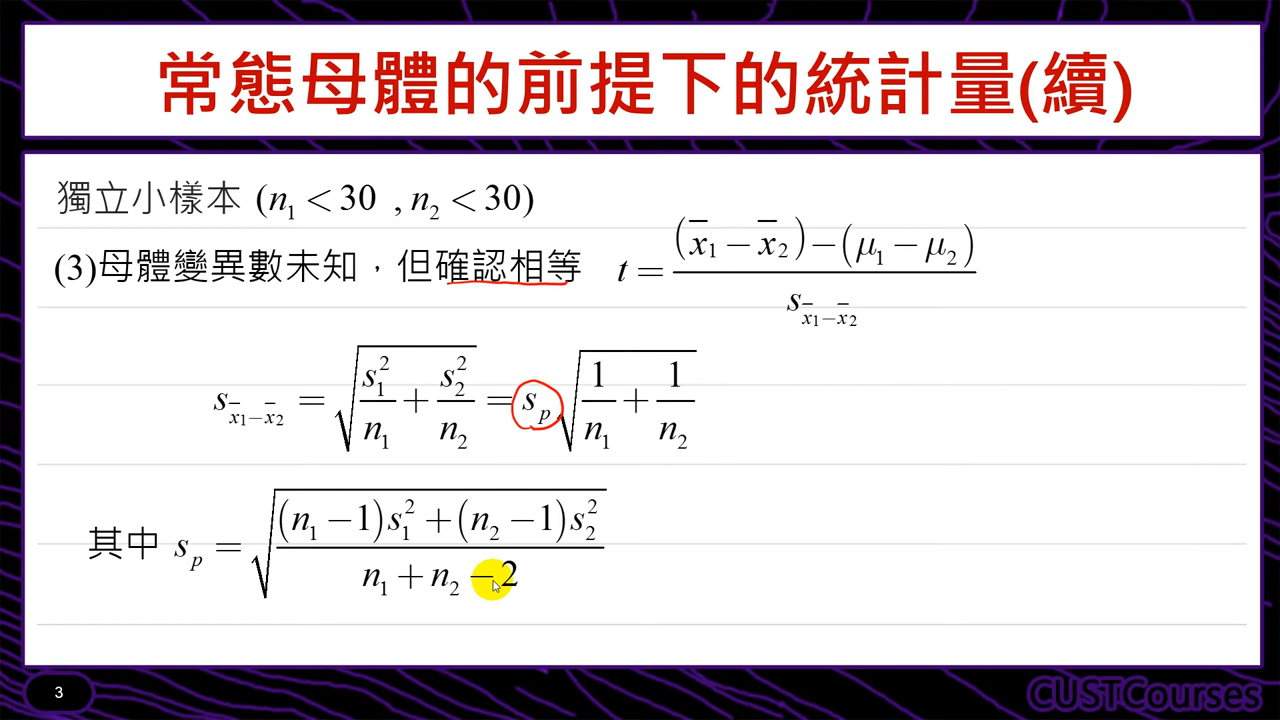 常態母體的前提下的統計量(續)
獨立小樣本 (n₁ < 30 , n₂ < 30)
(3)母體變異數未知，但確認相等 t = ((x̄₁ − x̄₂) − (μ₁ − μ₂)) / s_{x̄₁−x̄₂}
s_{x̄₁−x̄₂} = √(s₁²/n₁ + s₂²/n₂) = s_p √(1/n₁ + 1/n₂)
其中 s_p = √(((n₁ − 1)s₁² + (n₂ − 1)s₂²) / (n₁ + n₂ − 2))
3
CUSTCourses